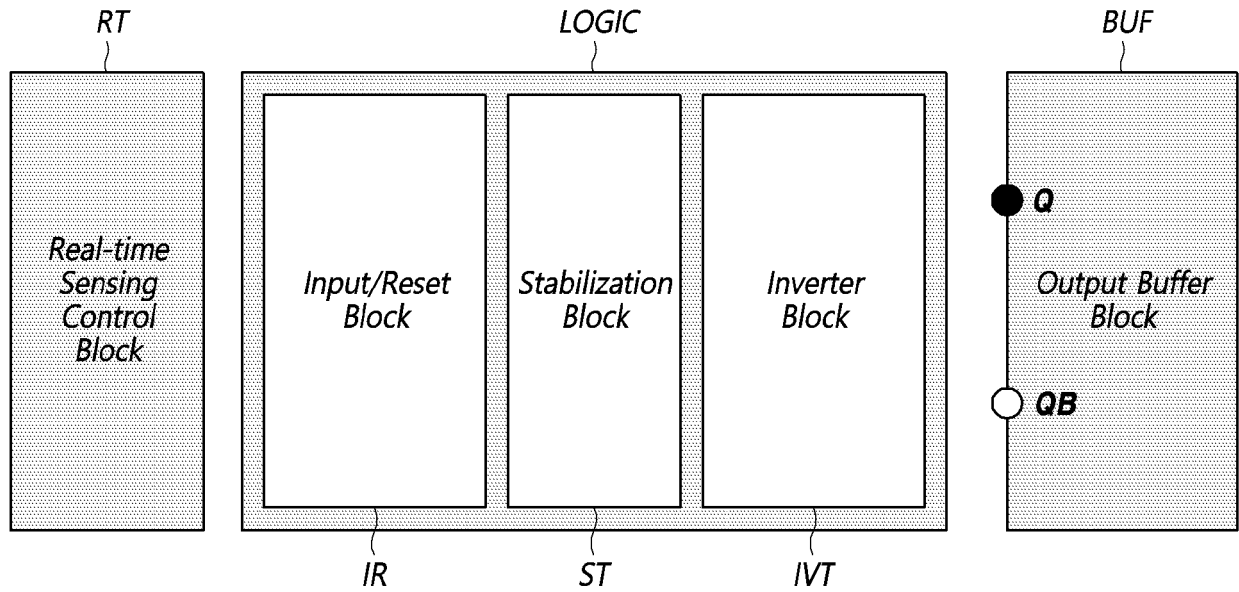 RT
LOGIC
BUF
Real-time
Sensing
Control
Block
Input/Reset
Block
Stabilization
Block
Inverter
Block
Q
Output Buffer
Block
QB
IR
ST
IVT